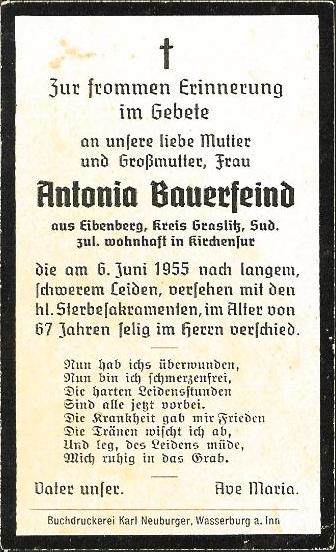 Zur frommen Erinnerung
im Gebete
an unsere liebe Mutter
und Großmutter, Frau
Antonia Bauerfeind
aus Eibenberg, Kreis Graslitz, Sud.
zul. wohnhaft in Kirchensur
die am 6. Juni 1955 nach langem,
schwerem Leiden, versehen mit den
hl. Sterbesakramenten, im Alter von
67 Jahren selig im Herrn verschied.
Nun hab ichs überwunden,
Nun bin ich schmerzenfrei,
Die harten Leidensstunden
Sind alle jetzt vorbei.
Die Krankheit gab mir Frieden
Die Tränen wischt ich ab,
Und leg, des Leidens müde,
Mich ruhig in das Grab.
Vater unser. Ave Maria.
Buchdruckerei Karl Neuburger, Wasserburg a. Inn